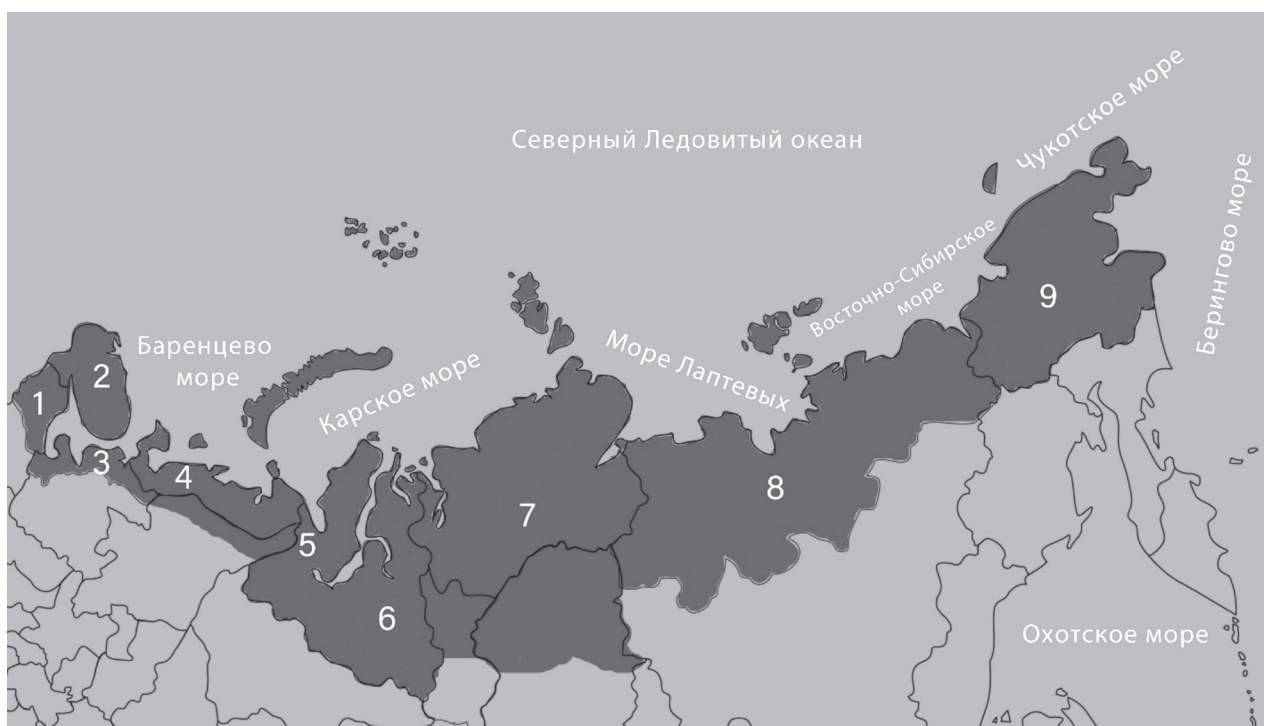 Северный Ледовитый океан
Чукотское море
Берингово море
Восточно-Сибирское
море
Баренцево
море
Карское море
Море Лаптевых
Охотское море
1
2
3
4
5
6
7
8
9